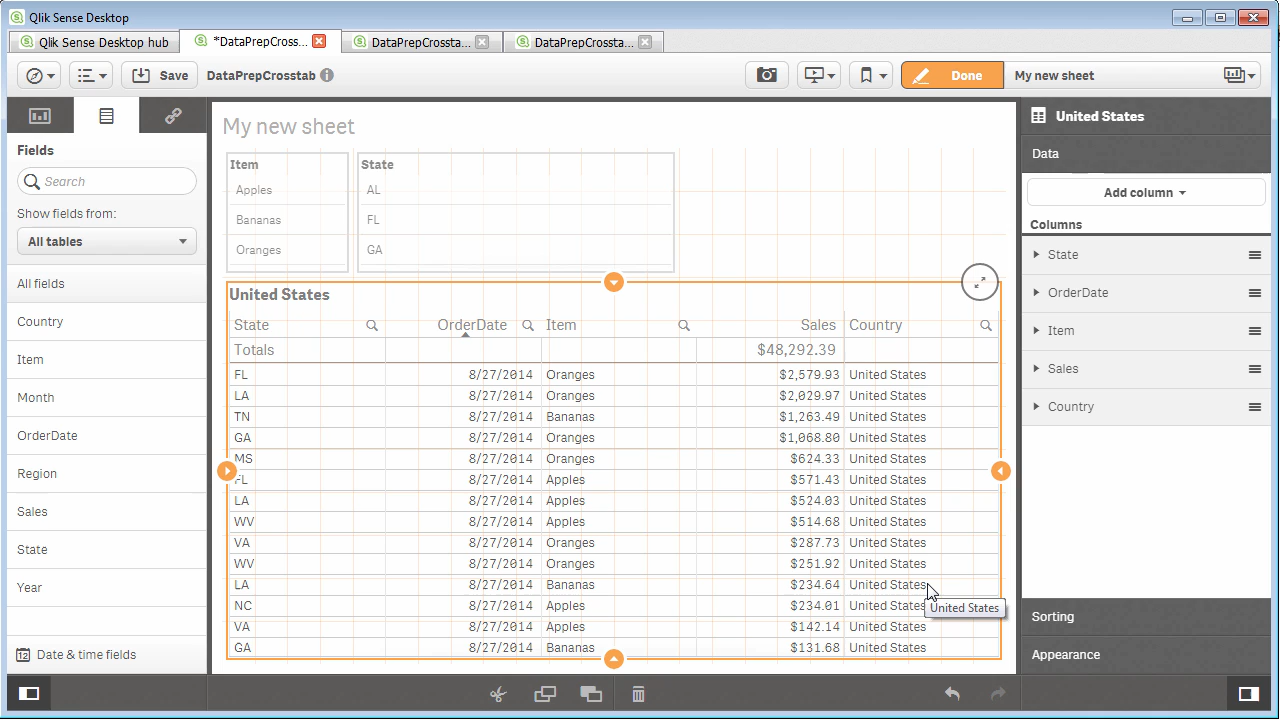 Qlik Sense Desktop
Qlik Sense Desktop hub
*DataPrepCross...
DataPrepCrossta...
DataPrepCrossta...
Save
DataPrepCrosstab
Done
My new sheet
Fields
Search
Show fields from:
All tables
All fields
Country
Item
Month
OrderDate
Region
Sales
State
Year
12 Date & time fields
My new sheet
Item
Apples
Bananas
Oranges
State
AL
FL
GA
United States
State OrderDate Item Sales Country
Totals $48,292.39
FL 8/27/2014 Oranges $2,579.93 United States
LA 8/27/2014 Oranges $2,029.97 United States
TN 8/27/2014 Bananas $1,263.49 United States
GA 8/27/2014 Oranges $1,068.80 United States
MS 8/27/2014 Oranges $624.33 United States
FL 8/27/2014 Apples $571.43 United States
LA 8/27/2014 Apples $524.03 United States
WV 8/27/2014 Apples $514.68 United States
VA 8/27/2014 Oranges $287.73 United States
WV 8/27/2014 Oranges $251.92 United States
LA 8/27/2014 Bananas $234.64 United States
NC 8/27/2014 Apples $234.01 United States
United States
VA 8/27/2014 Apples $142.14 United States
GA 8/27/2014 Bananas $131.68 United States
United States
Data
Add column
Columns
State
OrderDate
Item
Sales
Country
Sorting
Appearance